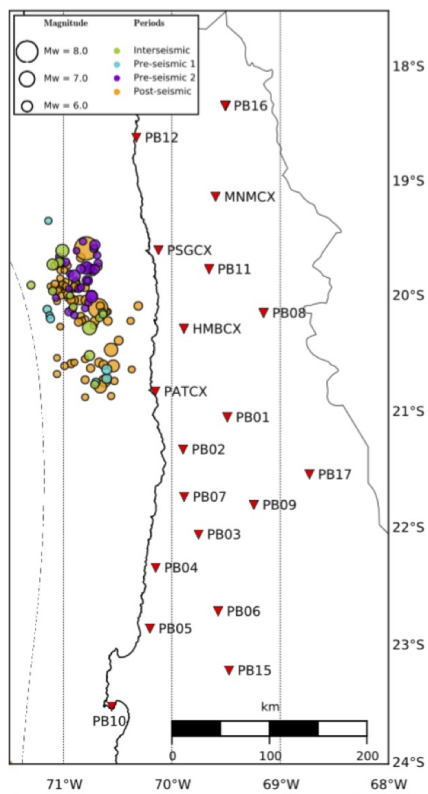 Magnitude Periods
Mw = 8.0 Interseismic
Pre-seismic 1
Mw = 7.0 Pre-seismic 2
Post-seismic
Mw = 6.0
18°S
PB16
PB12
19°S
MNMCX
PSGCX
PB11
20°S
PB08
HMBCX
PATCX
21°S
PB01
PB02
PB17
PB07
PB09
22°S
PB03
PB04
PB06
PB05
23°S
PB15
km
PB10
0 100 200
24°S
71°W 70°W 69°W 68°W